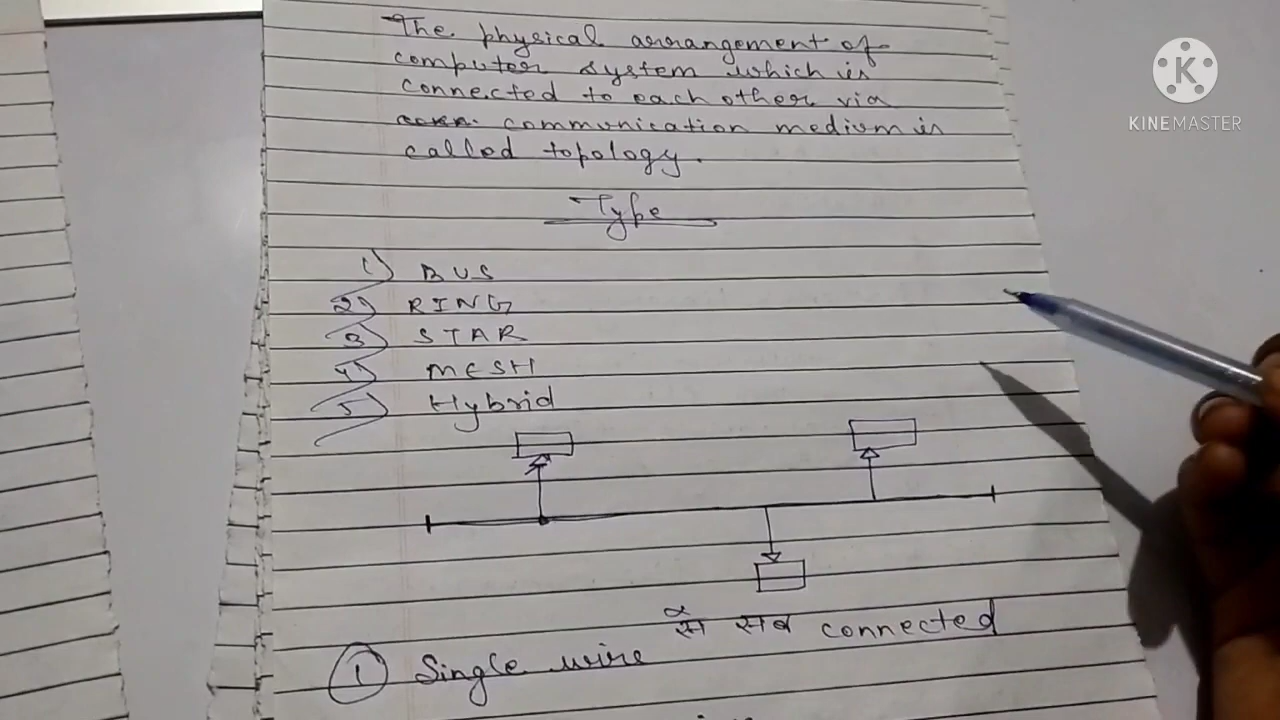 The physical arrangement of
computer system which is
connected to each other via
communication medium is
called topology.
Type
1) BUS
2) RING
3) STAR
4) MESH
5) Hybrid
से सब connected
1 Single wire
K
KINEMASTER